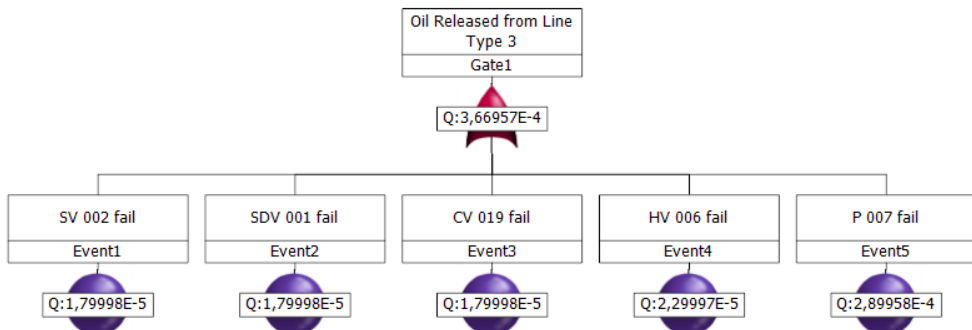 Oil Released from Line
Type 3
Gate1
Q:3,66957E-4
SV 002 fail
SDV 001 fail
CV 019 fail
HV 006 fail
P 007 fail
Event1
Event2
Event3
Event4
Event5
Q:1,79998E-5
Q:1,79998E-5
Q:1,79998E-5
Q:2,29997E-5
Q:2,89958E-4